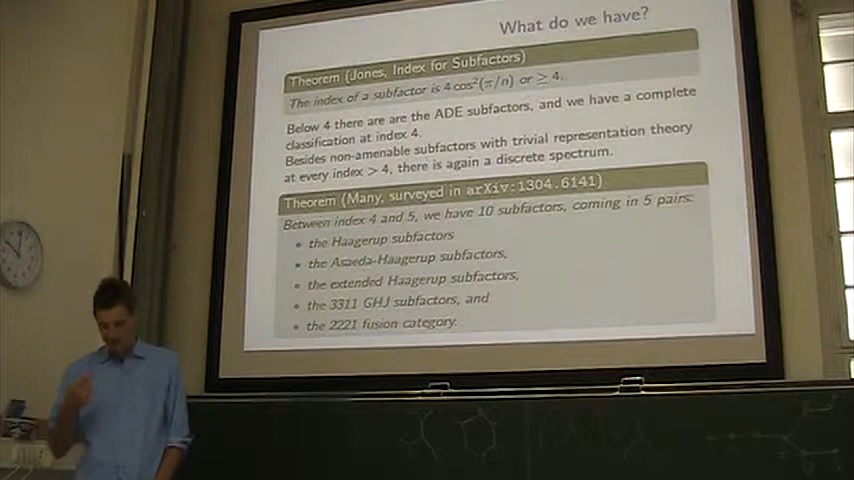 What do we have?
Theorem (Jones, Index for Subfactors)
The index of a subfactor is 4 cos²(π/n) or ≥ 4.
Below 4 there are are the ADE subfactors, and we have a complete
classification at index 4.
Besides non-amenable subfactors with trivial representation theory
at every index > 4, there is again a discrete spectrum.
Theorem (Many, surveyed in arXiv:1304.6141)
Between index 4 and 5, we have 10 subfactors, coming in 5 pairs:
• the Haagerup subfactors
• the Asaeda-Haagerup subfactors,
• the extended Haagerup subfactors,
• the 3311 GHJ subfactors, and
• the 2221 fusion category.